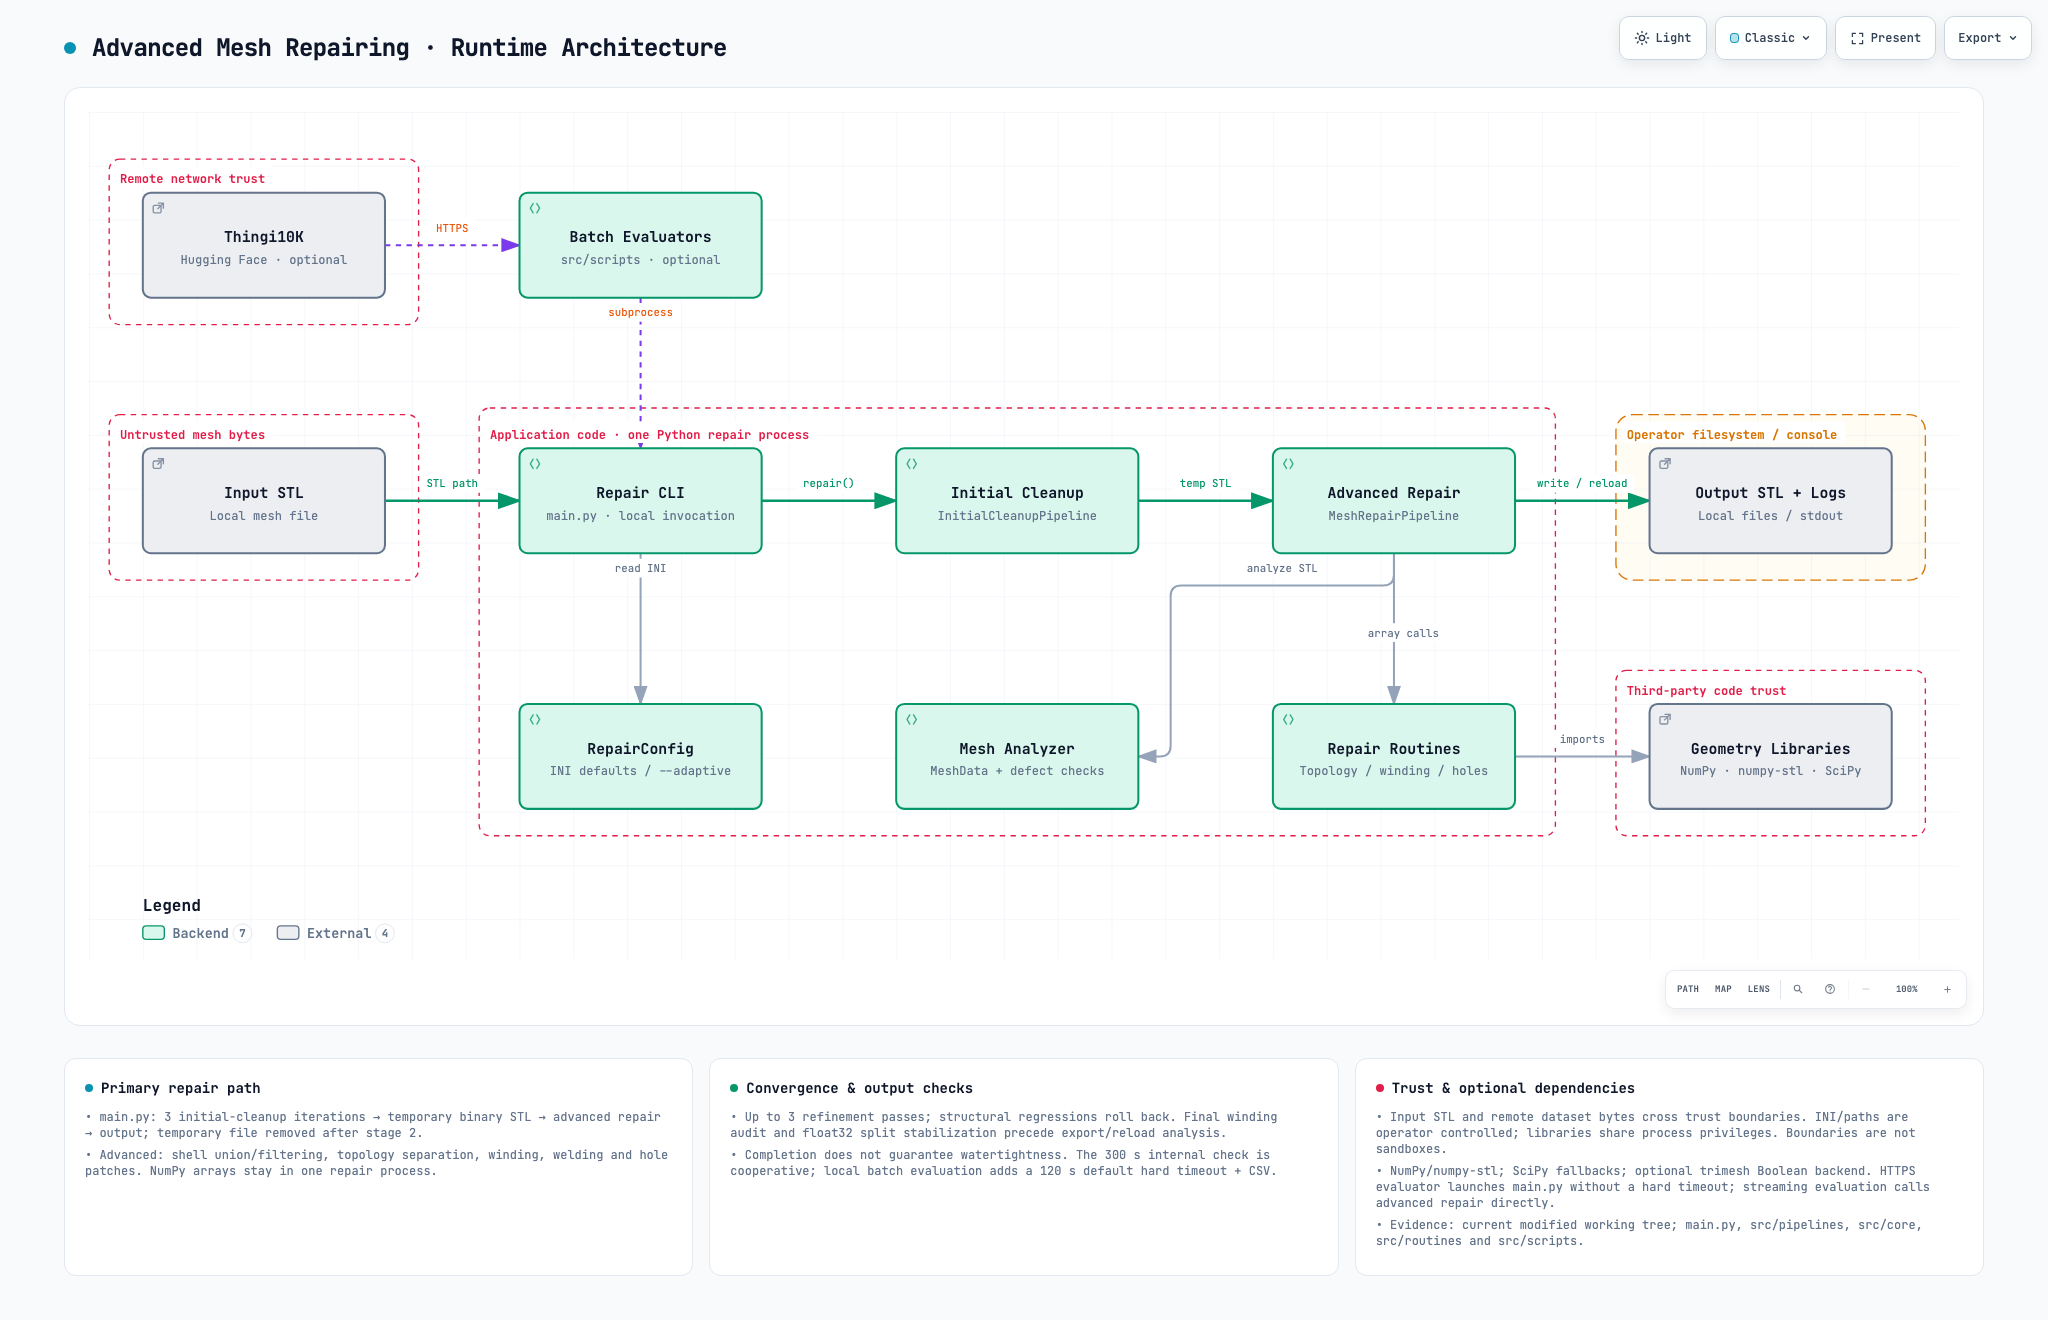 Advanced Mesh Repairing · Runtime Architecture
Light
Classic
Present
Export
Remote network trust
Thingi10K
Hugging Face · optional
HTTPS
Batch Evaluators
src/scripts · optional
subprocess
Untrusted mesh bytes
Input STL
Local mesh file
STL path
Application code · one Python repair process
Repair CLI
main.py · local invocation
repair()
Initial Cleanup
InitialCleanupPipeline
temp STL
Advanced Repair
MeshRepairPipeline
write / reload
Operator filesystem / console
Output STL + Logs
Local files / stdout
read INI
analyze STL
array calls
RepairConfig
INI defaults / --adaptive
Mesh Analyzer
MeshData + defect checks
Repair Routines
Topology / winding / holes
imports
Third-party code trust
Geometry Libraries
NumPy · numpy-stl · SciPy
Legend
Backend 7
External 4
PATH MAP LENS 100%
Primary repair path
• main.py: 3 initial-cleanup iterations → temporary binary STL → advanced repair
→ output; temporary file removed after stage 2.
• Advanced: shell union/filtering, topology separation, winding, welding and hole
patches. NumPy arrays stay in one repair process.
Convergence & output checks
• Up to 3 refinement passes; structural regressions roll back. Final winding
audit and float32 split stabilization precede export/reload analysis.
• Completion does not guarantee watertightness. The 300 s internal check is
cooperative; local batch evaluation adds a 120 s default hard timeout + CSV.
Trust & optional dependencies
• Input STL and remote dataset bytes cross trust boundaries. INI/paths are
operator controlled; libraries share process privileges. Boundaries are not
sandboxes.
• NumPy/numpy-stl; SciPy fallbacks; optional trimesh Boolean backend. HTTPS
evaluator launches main.py without a hard timeout; streaming evaluation calls
advanced repair directly.
• Evidence: current modified working tree; main.py, src/pipelines, src/core,
src/routines and src/scripts.